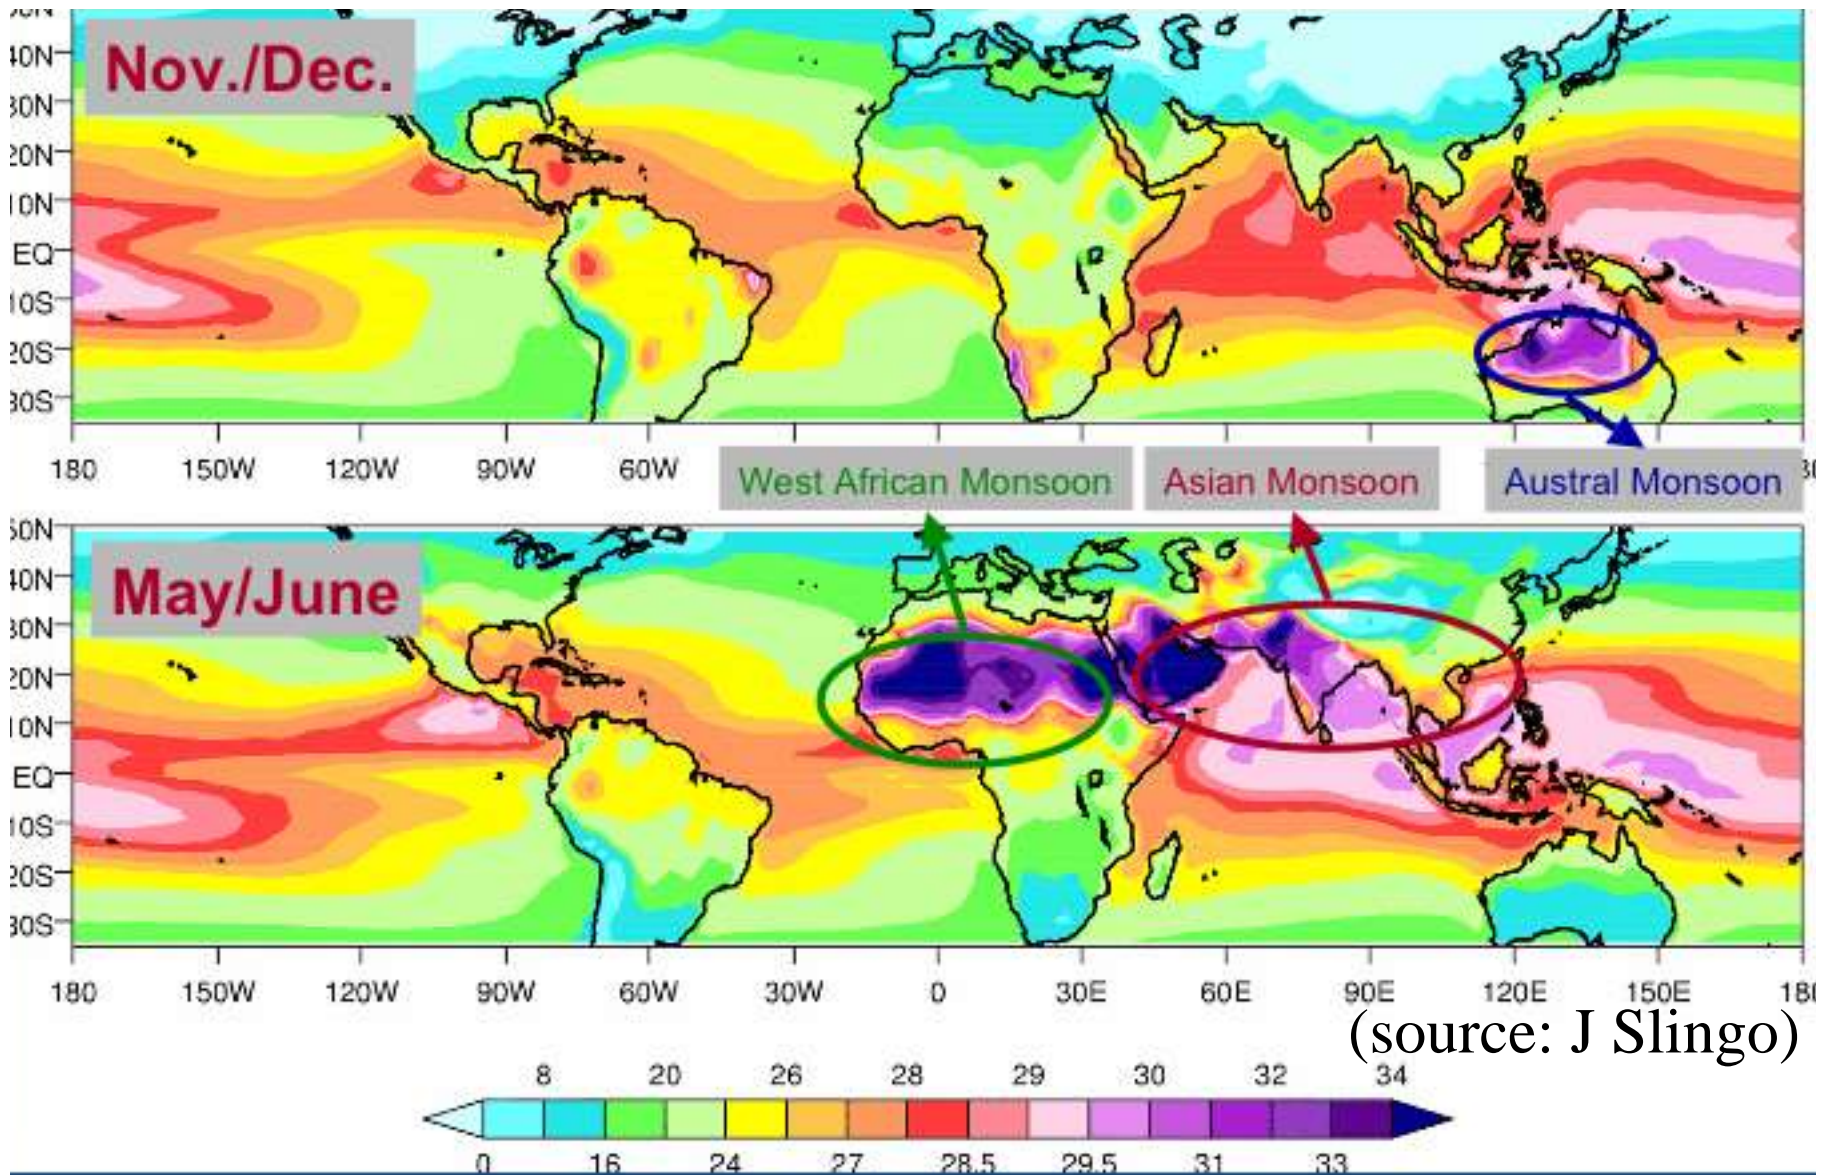 Nov./Dec.
40N
30N
20N
10N
EQ
10S
20S
30S
180 150W 120W 90W 60W
West African Monsoon Asian Monsoon Austral Monsoon
50N
May/June
40N
30N
20N
10N
EQ
10S
20S
30S
180 150W 120W 90W 60W 30W 0 30E 60E 90E 120E 150E 180
(source: J Slingo)
8 20 26 28 29 30 32 34
0 16 24 27 28.5 29.5 31 33